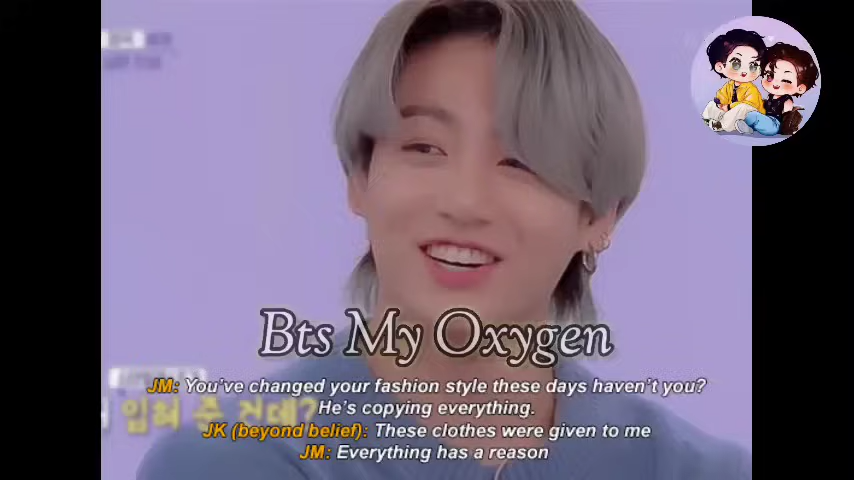 Bts My Oxygen
JM: You've changed your fashion style these days haven't you?
He's copying everything.
JK (beyond belief): These clothes were given to me
JM: Everything has a reason